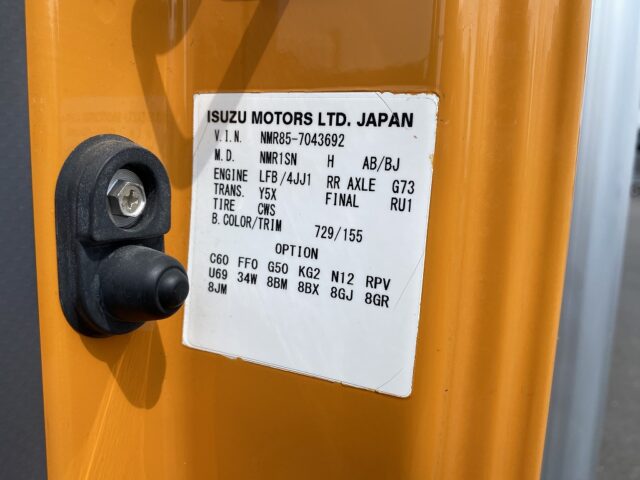 ISUZU MOTORS LTD. JAPAN
V.I.N. NMR85-7043692
M.D. NMR1SN H AB/BJ
ENGINE LFB/4JJ1 RR AXLE G73
TRANS. Y5X FINAL RU1
TIRE CWS
B.COLOR/TRIM 729/155
OPTION
C60 FF0 G50 KG2 N12 RPV
U69 34W 8BM 8BX 8GJ 8GR
8JM